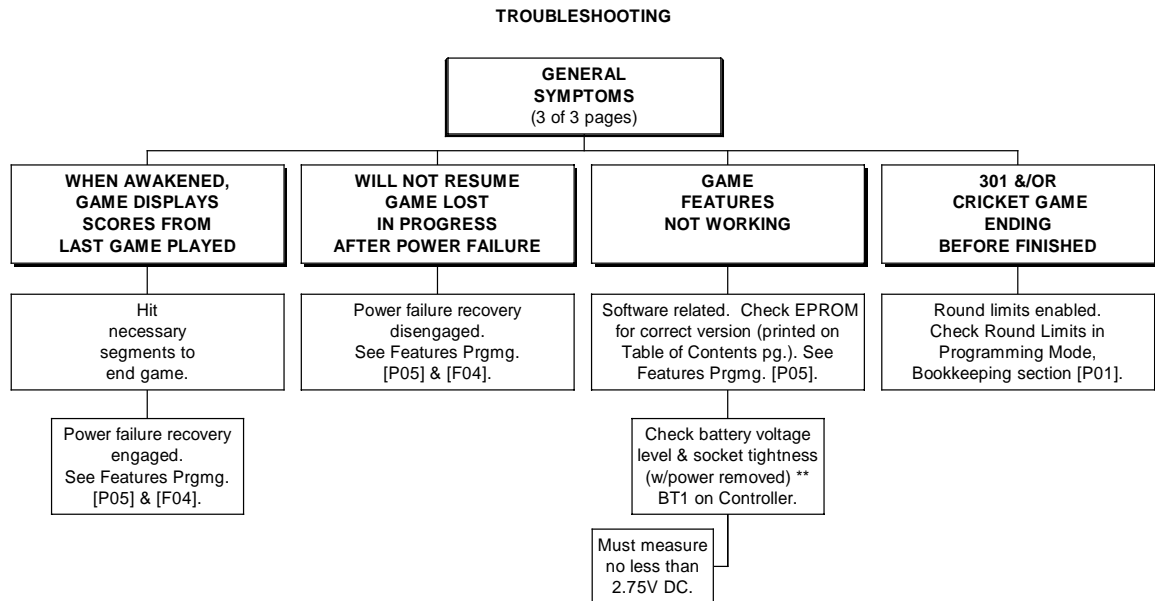 TROUBLESHOOTING
GENERAL
SYMPTOMS
(3 of 3 pages)
WHEN AWAKENED,
GAME DISPLAYS
SCORES FROM
LAST GAME PLAYED
WILL NOT RESUME
GAME LOST
IN PROGRESS
AFTER POWER FAILURE
GAME
FEATURES
NOT WORKING
301 &/OR
CRICKET GAME
ENDING
BEFORE FINISHED
Hit
necessary
segments to
end game.
Power failure recovery
disengaged.
See Features Prgmg.
[P05] & [F04].
Software related. Check EPROM
for correct version (printed on
Table of Contents pg.). See
Features Prgmg. [P05].
Round limits enabled.
Check Round Limits in
Programming Mode,
Bookkeeping section [P01].
Power failure recovery
engaged.
See Features Prgmg.
[P05] & [F04].
Check battery voltage
level & socket tightness
(w/power removed) **
BT1 on Controller.
Must measure
no less than
2.75V DC.